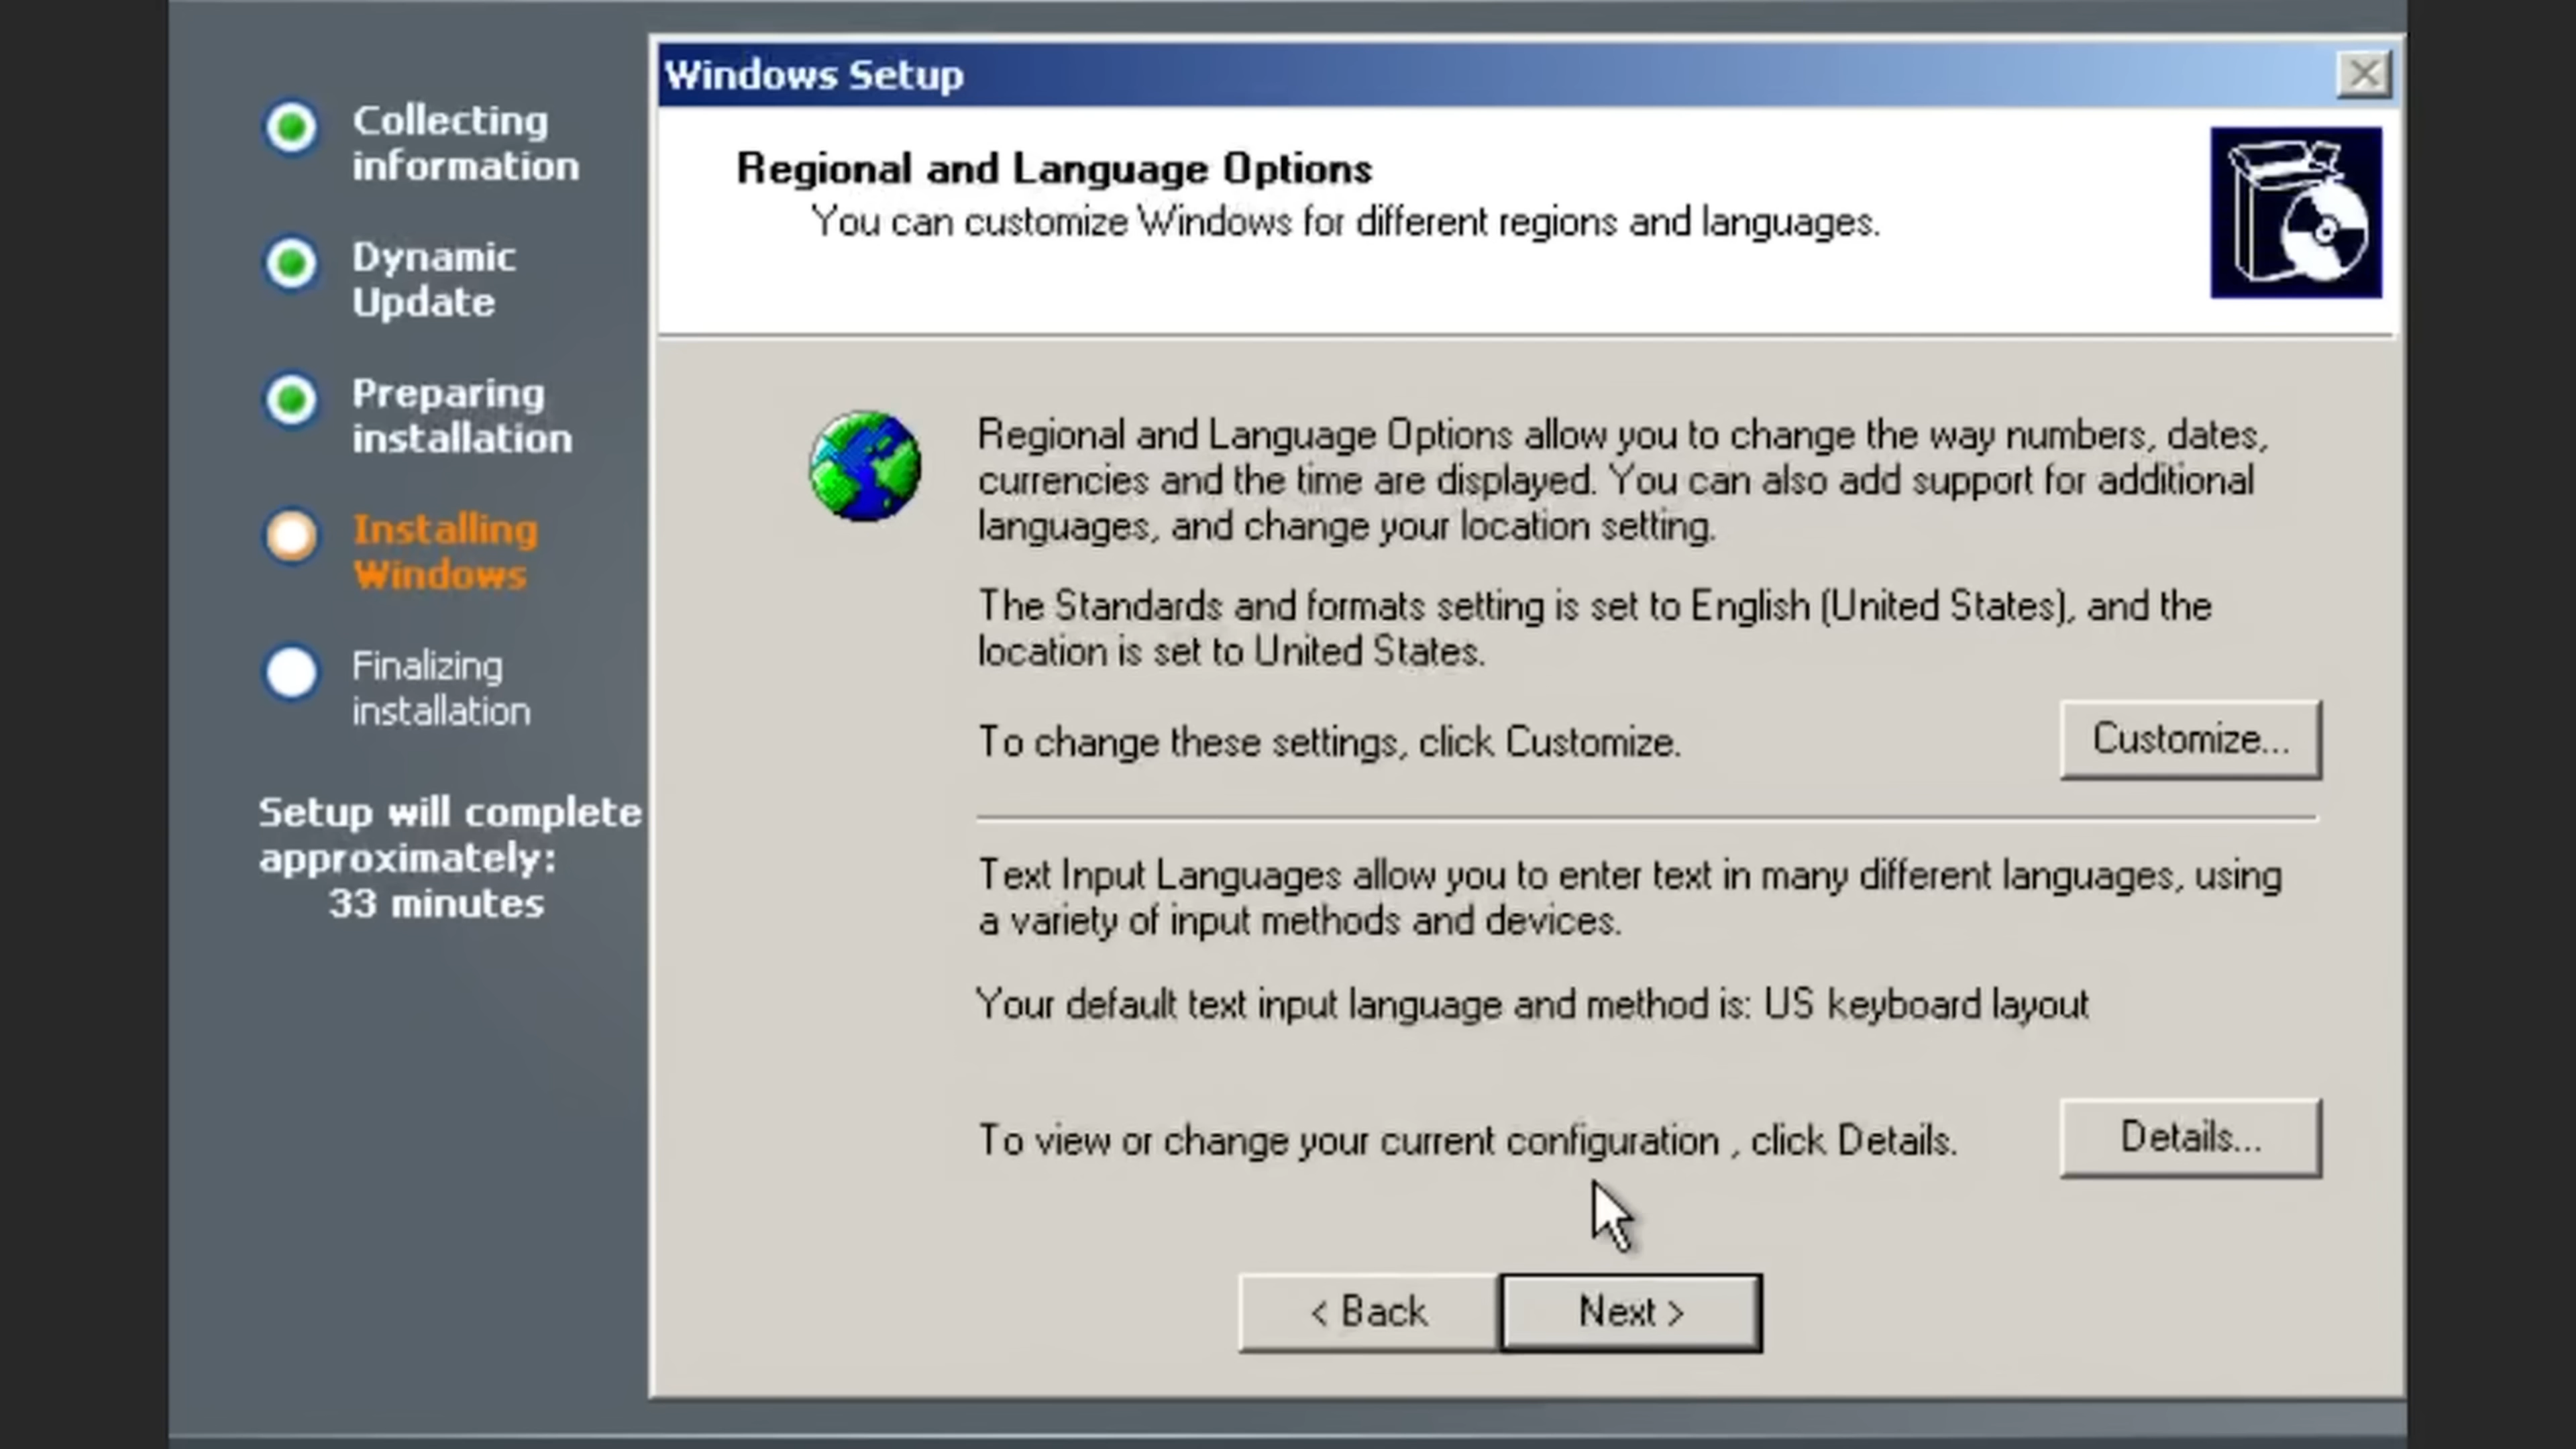 Collecting
information
Dynamic
Update
Preparing
installation
Installing
Windows
Finalizing
installation
Setup will complete
approximately:
33 minutes
Windows Setup
Regional and Language Options
You can customize Windows for different regions and languages.
Regional and Language Options allow you to change the way numbers, dates,
currencies and the time are displayed. You can also add support for additional
languages, and change your location setting.
The Standards and formats setting is set to English (United States), and the
location is set to United States.
To change these settings, click Customize.
Customize...
Text Input Languages allow you to enter text in many different languages, using
a variety of input methods and devices.
Your default text input language and method is: US keyboard layout
To view or change your current configuration , click Details.
Details...
< Back
Next >